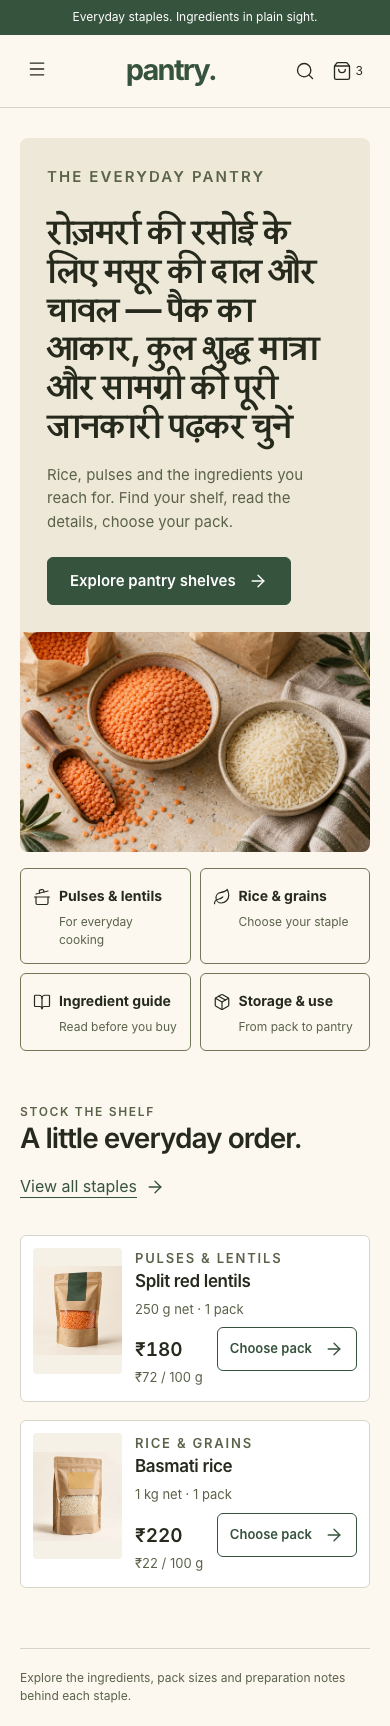 Everyday staples. Ingredients in plain sight.
pantry.
3
THE EVERYDAY PANTRY
रोज़मर्रा की रसोई के
लिए मसूर की दाल और
चावल — पैक का
आकार, कुल शुद्ध मात्रा
और सामग्री की पूरी
जानकारी पढ़कर चुनें
Rice, pulses and the ingredients you
reach for. Find your shelf, read the
details, choose your pack.
Explore pantry shelves
Pulses & lentils
For everyday
cooking
Rice & grains
Choose your staple
Ingredient guide
Read before you buy
Storage & use
From pack to pantry
STOCK THE SHELF
A little everyday order.
View all staples
PULSES & LENTILS
Split red lentils
250 g net · 1 pack
₹180
₹72 / 100 g
Choose pack
RICE & GRAINS
Basmati rice
1 kg net · 1 pack
₹220
₹22 / 100 g
Choose pack
Explore the ingredients, pack sizes and preparation notes
behind each staple.